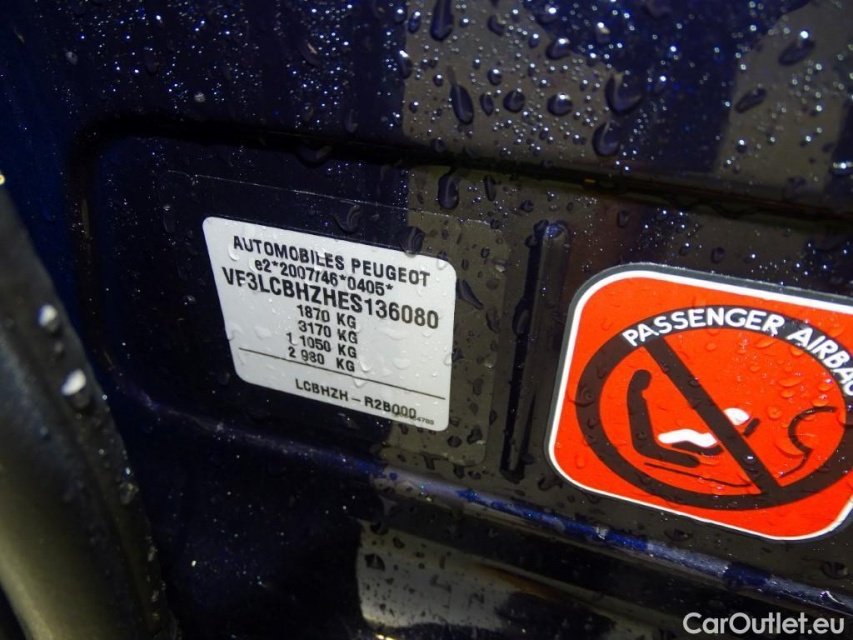 AUTOMOBILES PEUGEOT
e2*2007/46*0405*
VF3LCBHZHES136080
1870 KG
3170 KG
1 1050 KG
2 980 KG
LCBHZH-R2B000
PASSENGER AIRBAG
CarOutlet.eu